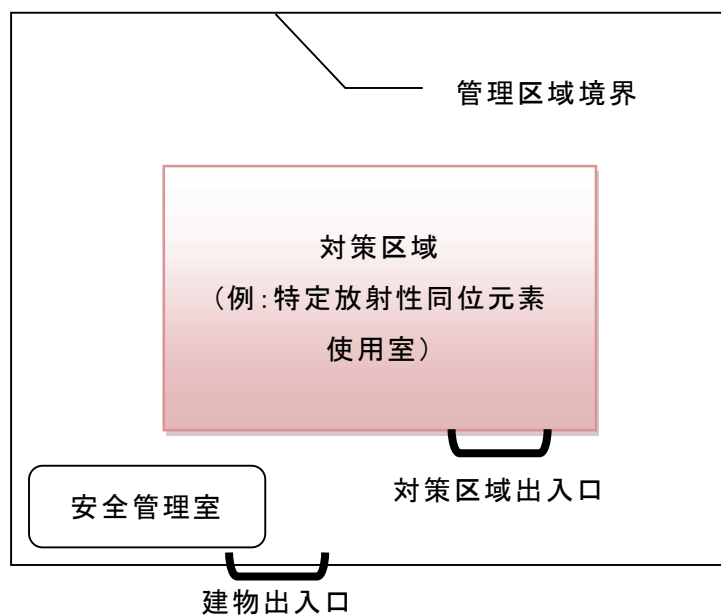 管理区域境界
対策区域
（例：特定放射性同位元素
使用室）
対策区域出入口
安全管理室
建物出入口